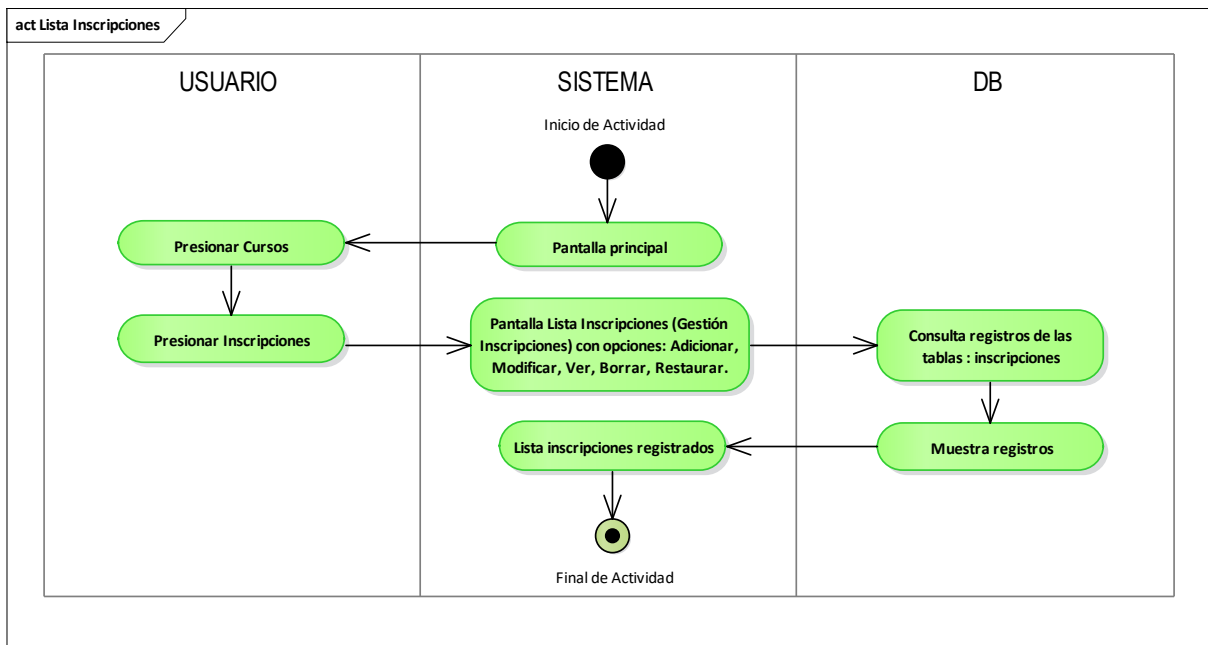 act Lista Inscripciones
USUARIO
SISTEMA
DB
Inicio de Actividad
Presionar Cursos
Pantalla principal
Presionar Inscripciones
Pantalla Lista Inscripciones (Gestión
Inscripciones) con opciones: Adicionar,
Modificar, Ver, Borrar, Restaurar.
Consulta registros de las
tablas : inscripciones
Lista inscripciones registrados
Muestra registros
Final de Actividad